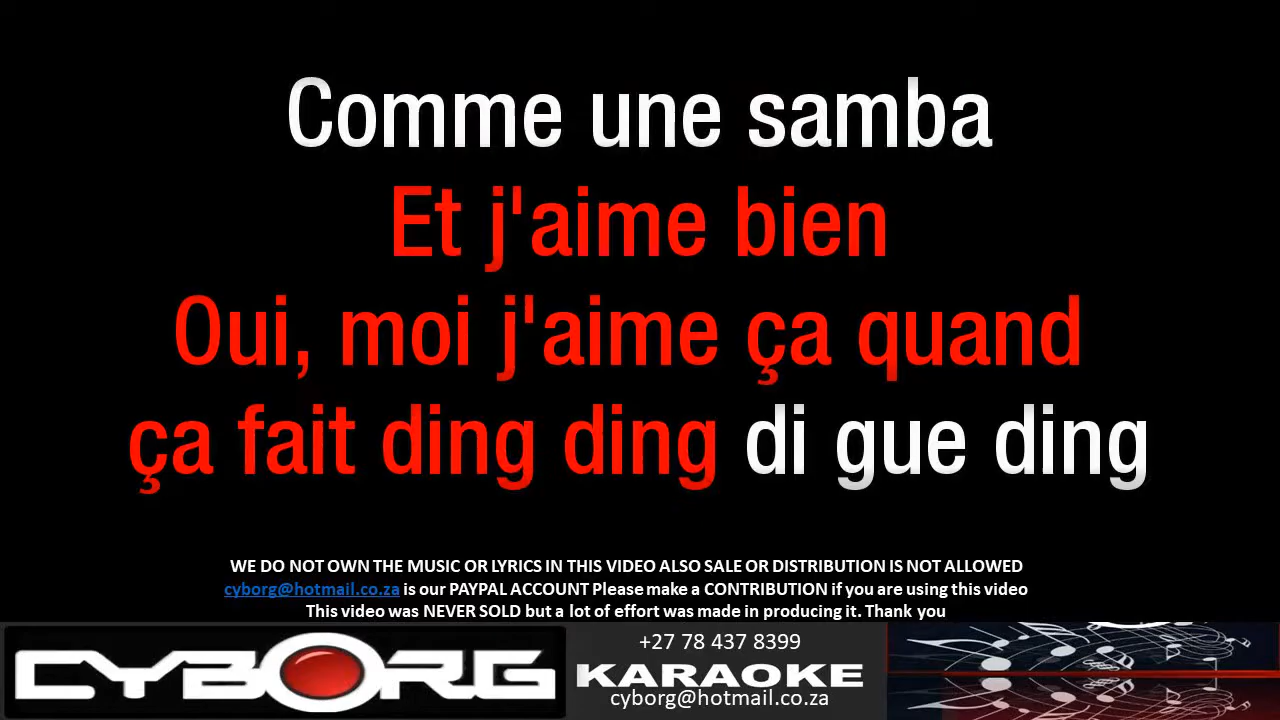 Comme une samba
Et j'aime bien
Oui, moi j'aime ça quand
ça fait ding ding di gue ding
WE DO NOT OWN THE MUSIC OR LYRICS IN THIS VIDEO ALSO SALE OR DISTRIBUTION IS NOT ALLOWED
cyborg@hotmail.co.za is our PAYPAL ACCOUNT Please make a CONTRIBUTION if you are using this video
This video was NEVER SOLD but a lot of effort was made in producing it. Thank you
CYBORG
+27 78 437 8399
KARAOKE
cyborg@hotmail.co.za